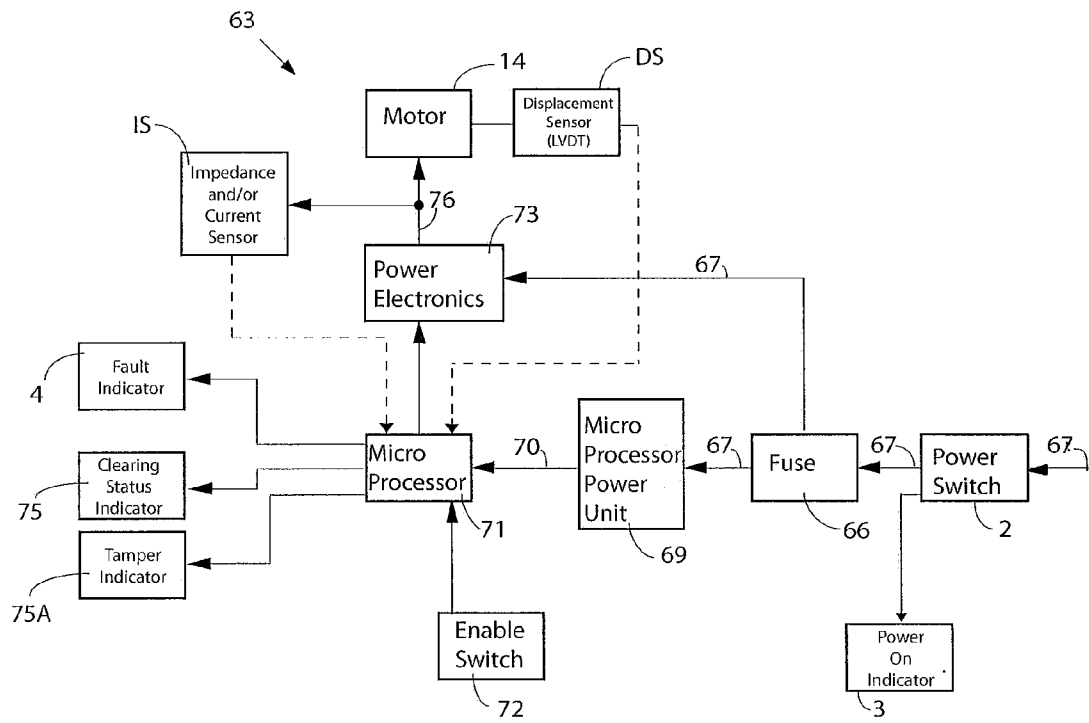 63
14
DS
Motor
Displacement
Sensor
(LVDT)
IS
Impedance
and/or
Current
Sensor
76
73
Power
Electronics
67
4
Fault
Indicator
Clearing
Status
Indicator
75
Tamper
Indicator
75A
Micro
Processor
71
70
Micro
Processor
Power
Unit
69
67
Fuse
66
67
Power
Switch
2
67
Enable
Switch
72
Power
On
Indicator
3